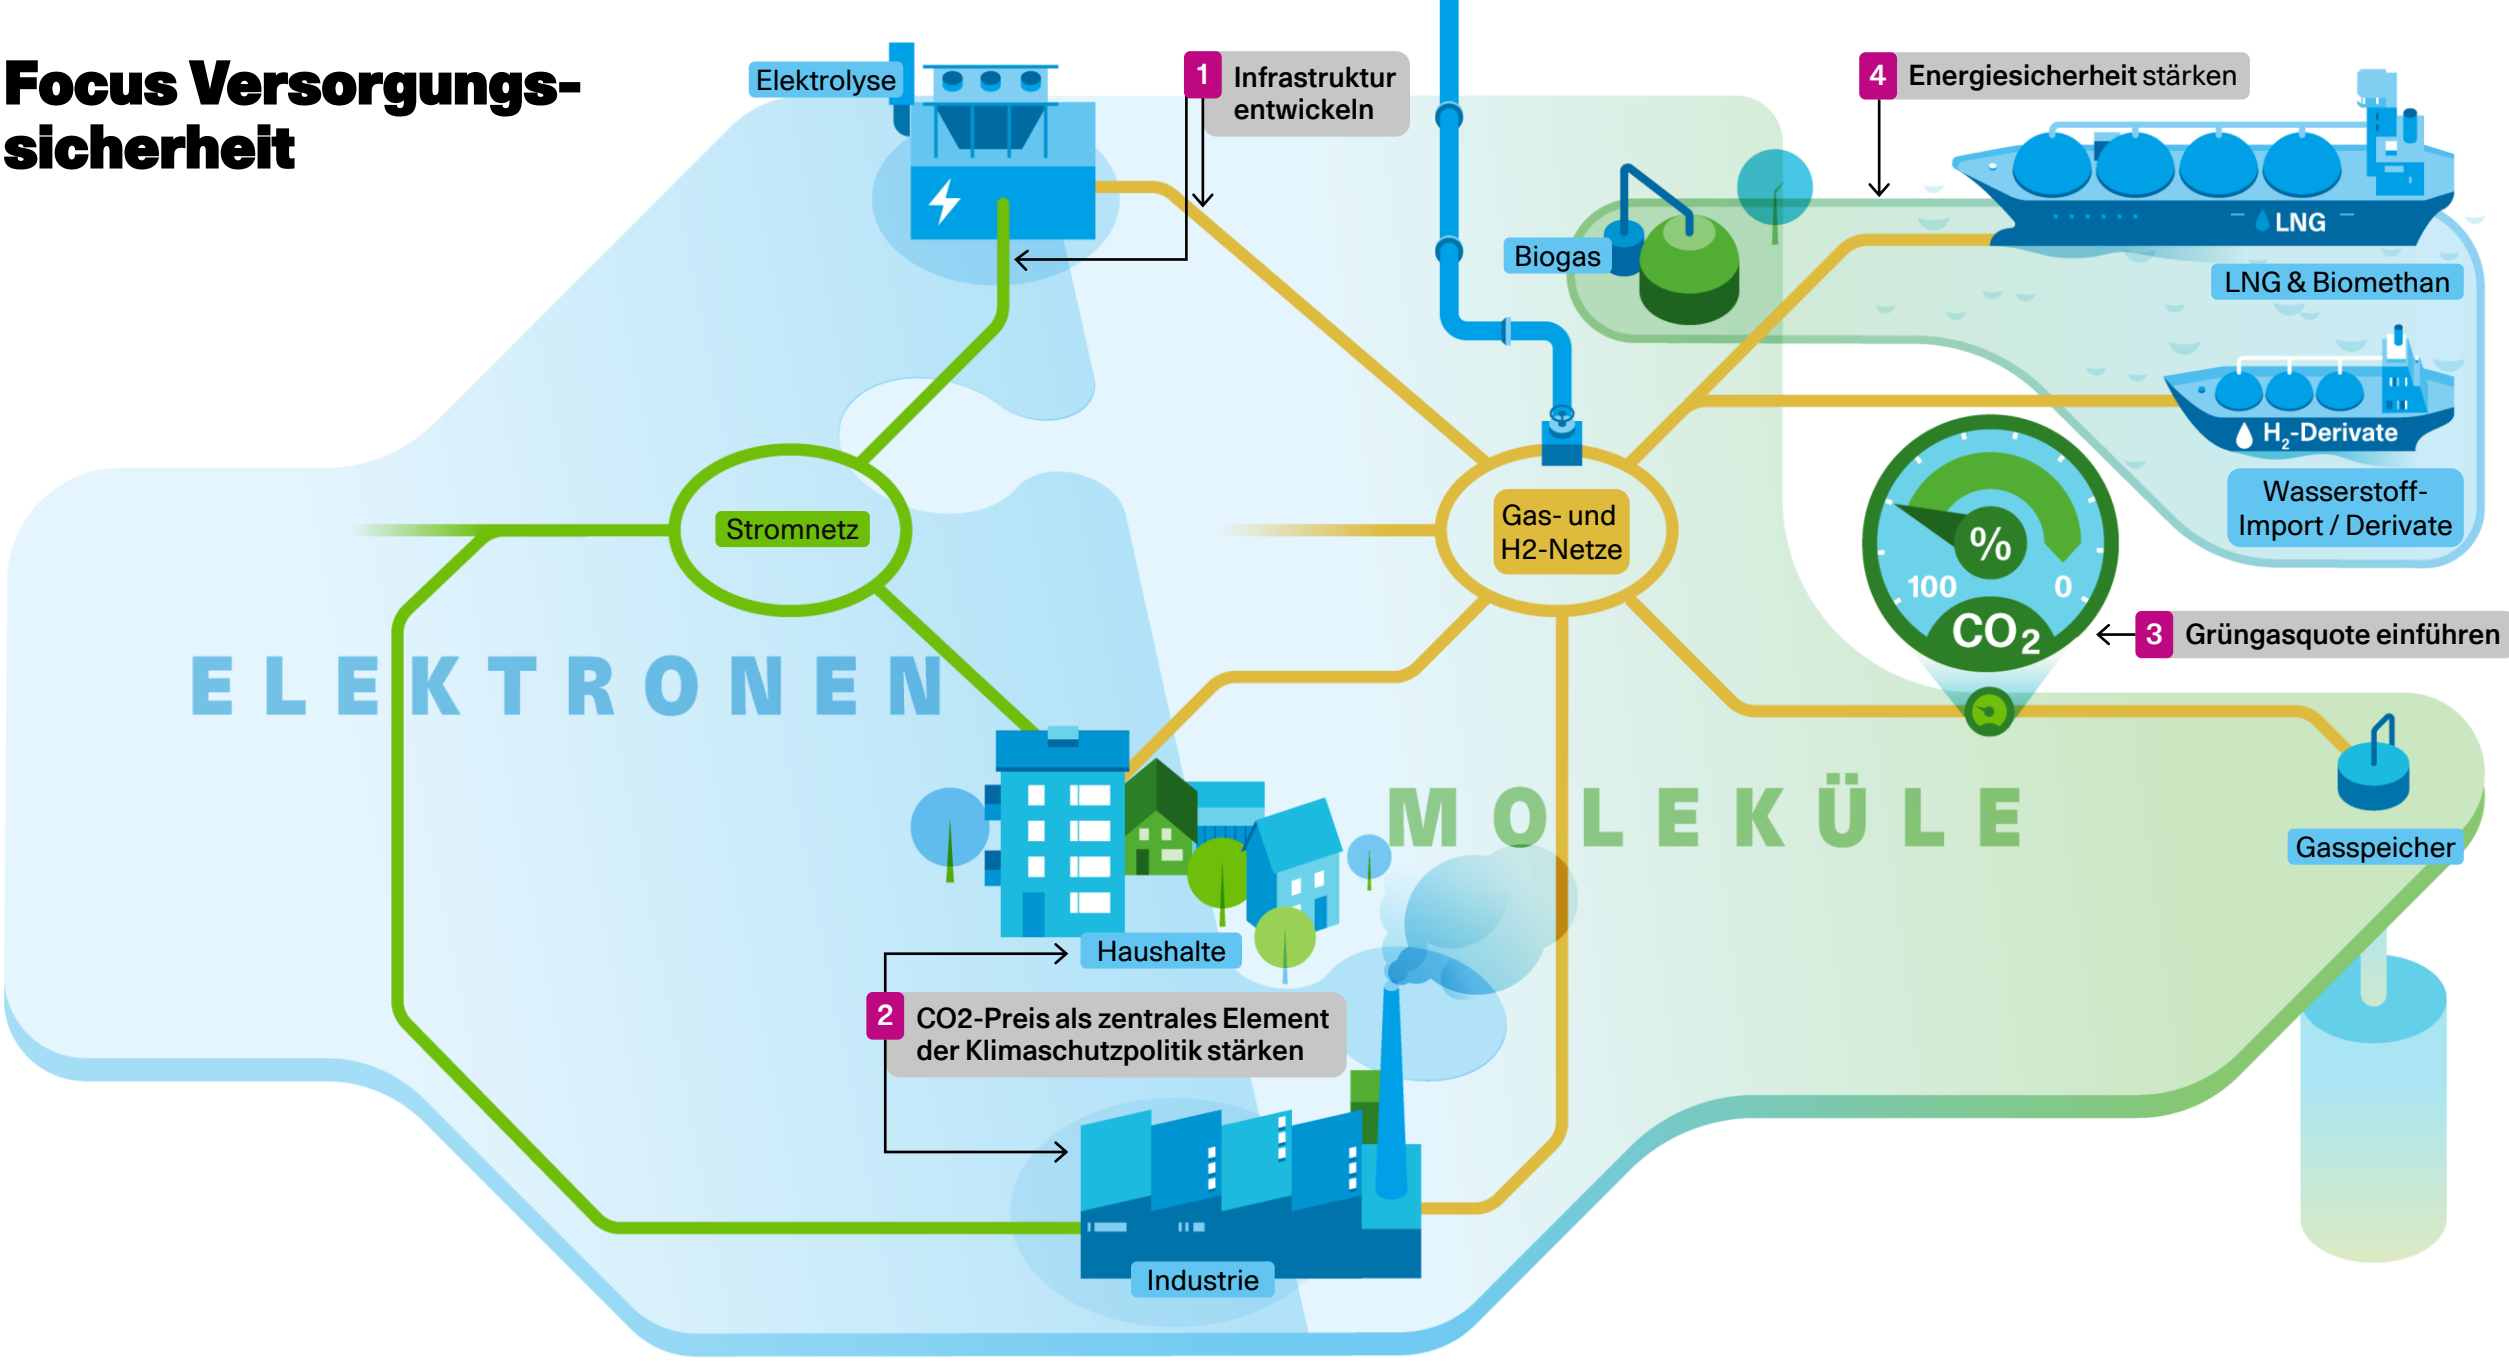 Focus Versorgungs-
sicherheit
Elektrolyse
1 Infrastruktur
entwickeln
4 Energiesicherheit stärken
LNG
Biogas
LNG & Biomethan
H2-Derivate
Wasserstoff-
Import / Derivate
Stromnetz
Gas- und
H2-Netze
%
100 0
CO2
3 Grüngasquote einführen
ELEKTRONEN
MOLEKÜLE
Gasspeicher
Haushalte
2 CO2-Preis als zentrales Element
der Klimaschutzpolitik stärken
Industrie